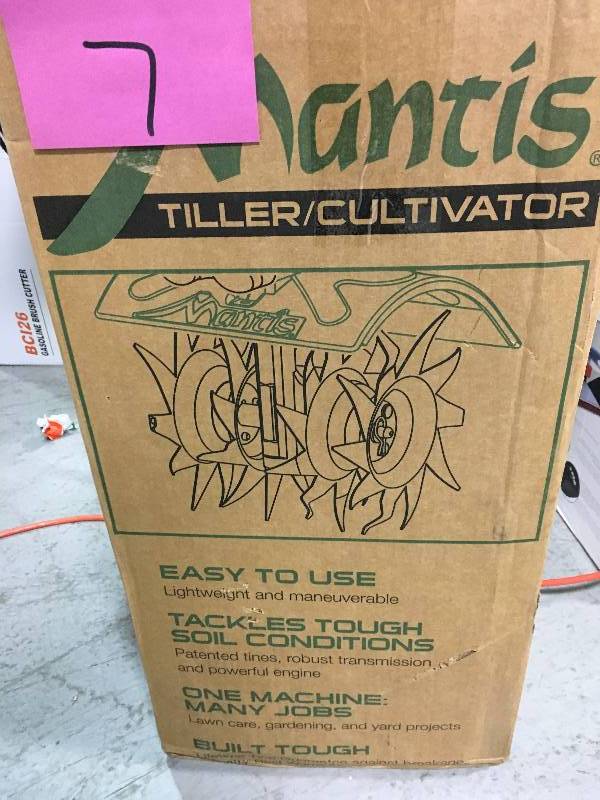 7
Mantis®
TILLER/CULTIVATOR
Mantis
EASY TO USE
Lightweight and maneuverable
TACKLES TOUGH
SOIL CONDITIONS
Patented tines, robust transmission
and powerful engine
ONE MACHINE:
MANY JOBS
Lawn care, gardening, and yard projects
BUILT TOUGH
against breakage
BC126
GASOLINE BRUSH CUTTER